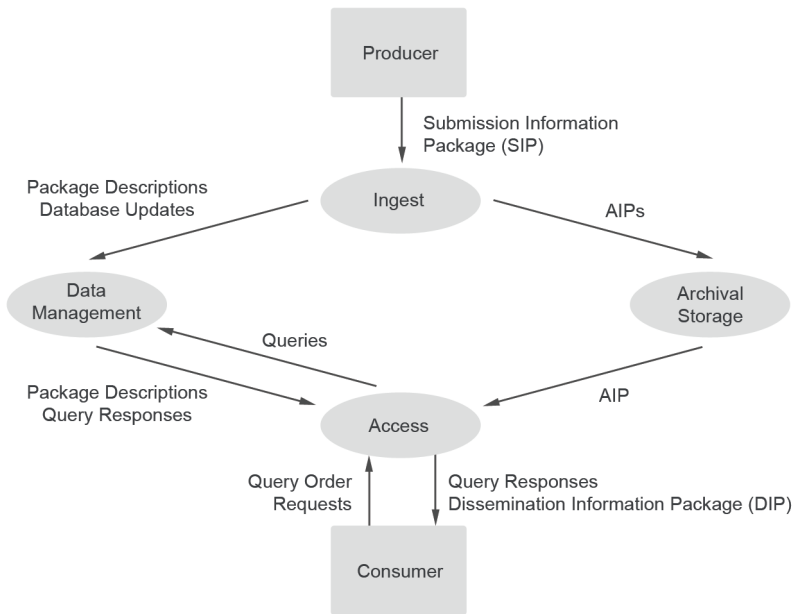 Producer
Submission Information
Package (SIP)
Package Descriptions
Database Updates
Ingest
AIPs
Data
Management
Archival
Storage
Queries
Package Descriptions
Query Responses
AIP
Access
Query Order
Requests
Query Responses
Dissemination Information Package (DIP)
Consumer